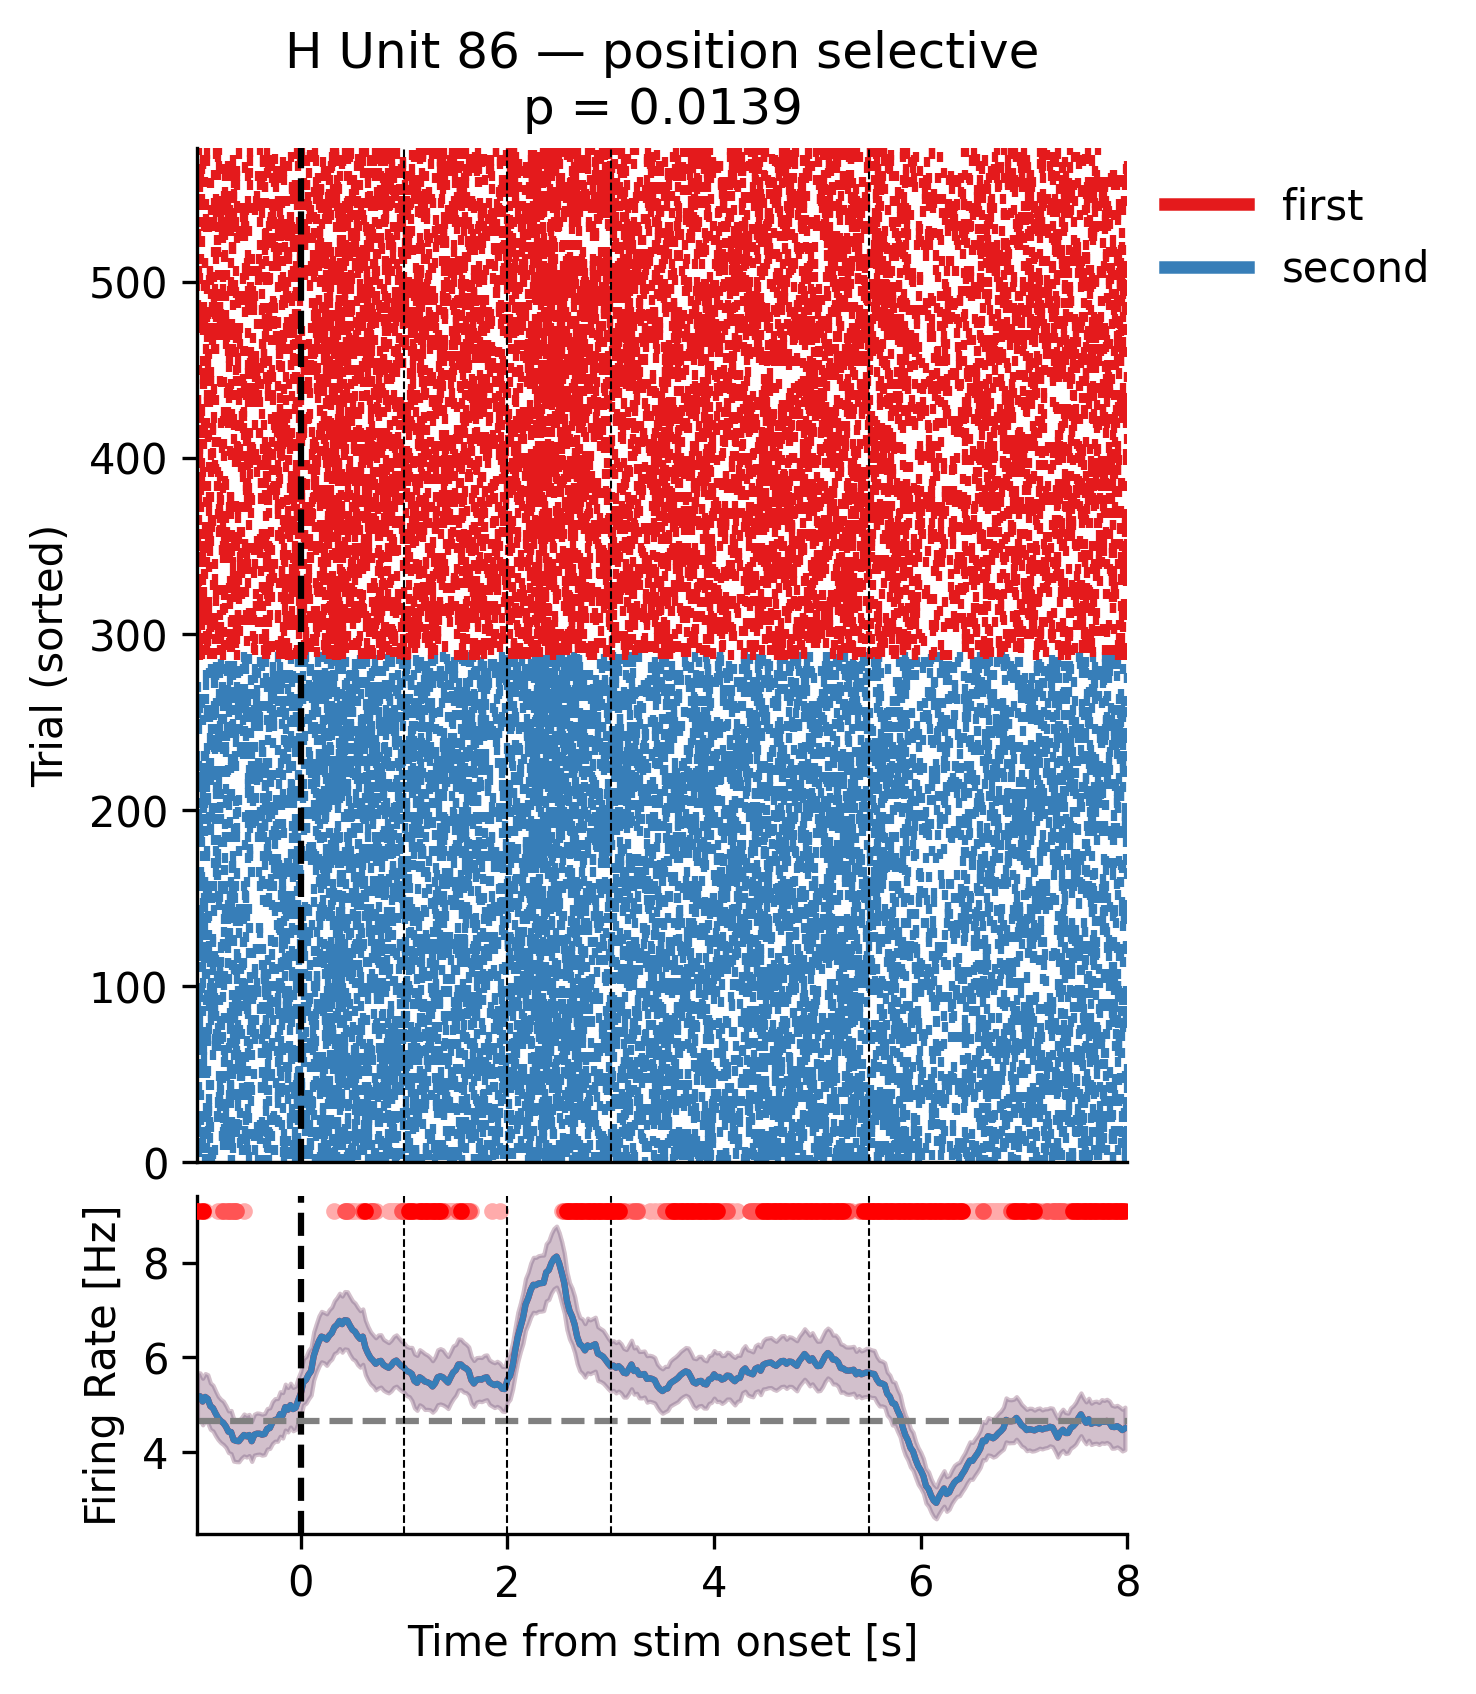 H Unit 86 — position selective
p = 0.0139
first
second
Trial (sorted)
500
400
300
200
100
0
Firing Rate [Hz]
8
6
4
0 2 4 6 8
Time from stim onset [s]